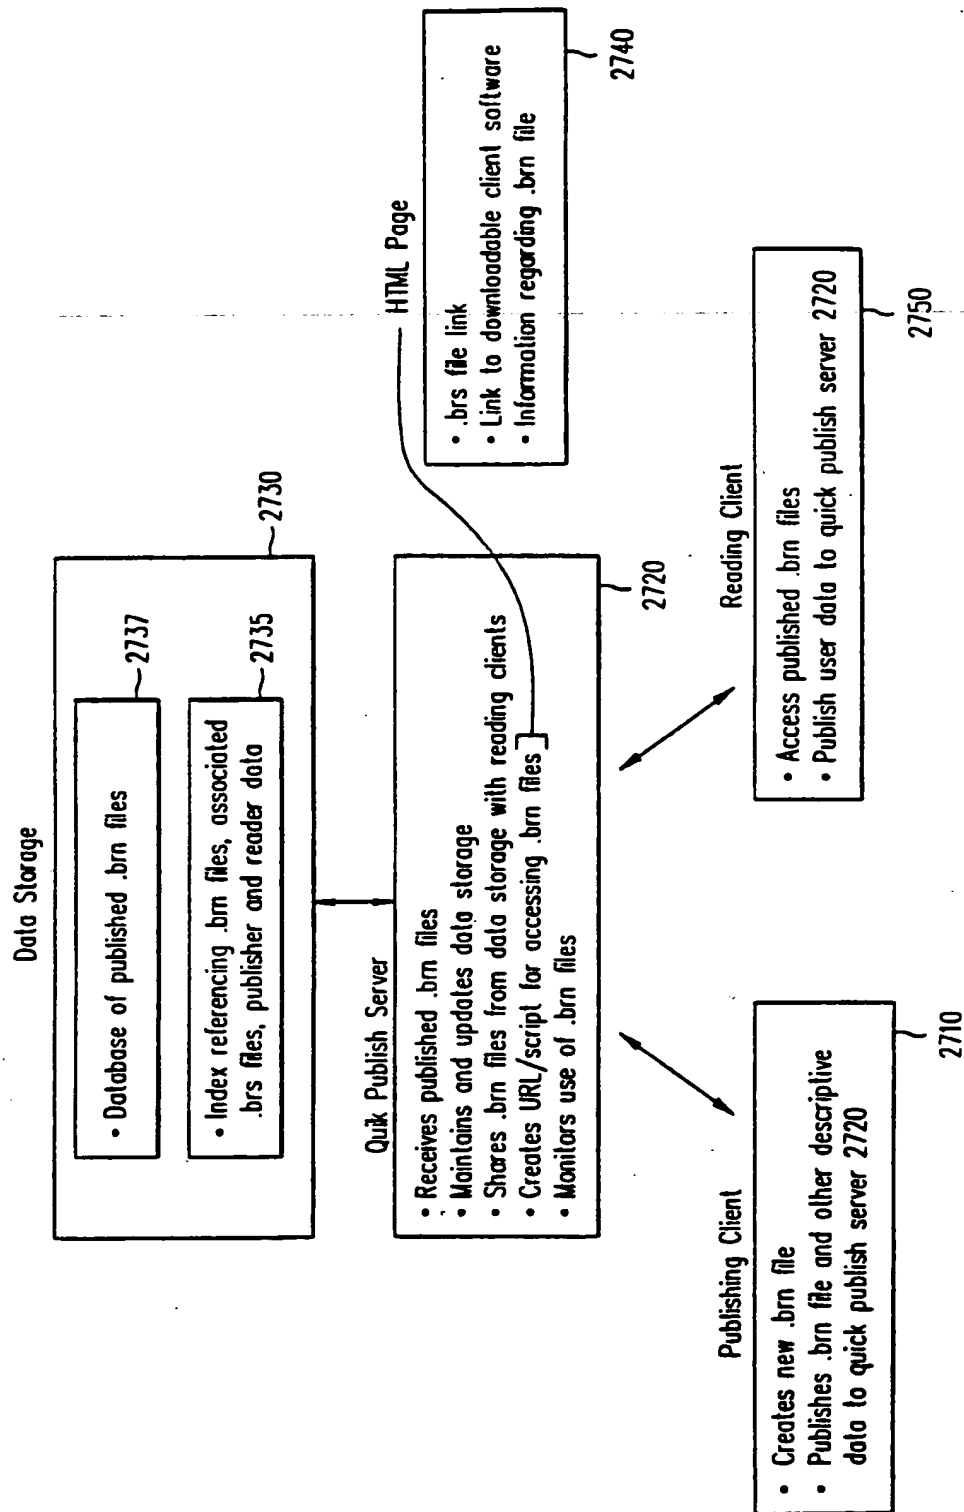 Data Storage
2730
• Database of published .brn files
2737
• Index referencing .brn files, associated
.brs files, publisher and reader data
2735
Quik Publish Server
• Receives published .brn files
• Maintains and updates data storage
• Shares .brn files from data storage with reading clients
• Creates URL/script for accessing .brn files
• Monitors use of .brn files
2720
HTML Page
• .brs file link
• Link to downloadable client software
• Information regarding .brn file
2740
Publishing Client
• Creates new .brn file
• Publishes .brn file and other descriptive
data to quick publish server 2720
2710
Reading Client
• Access published .brn files
• Publish user data to quick publish server 2720
2750